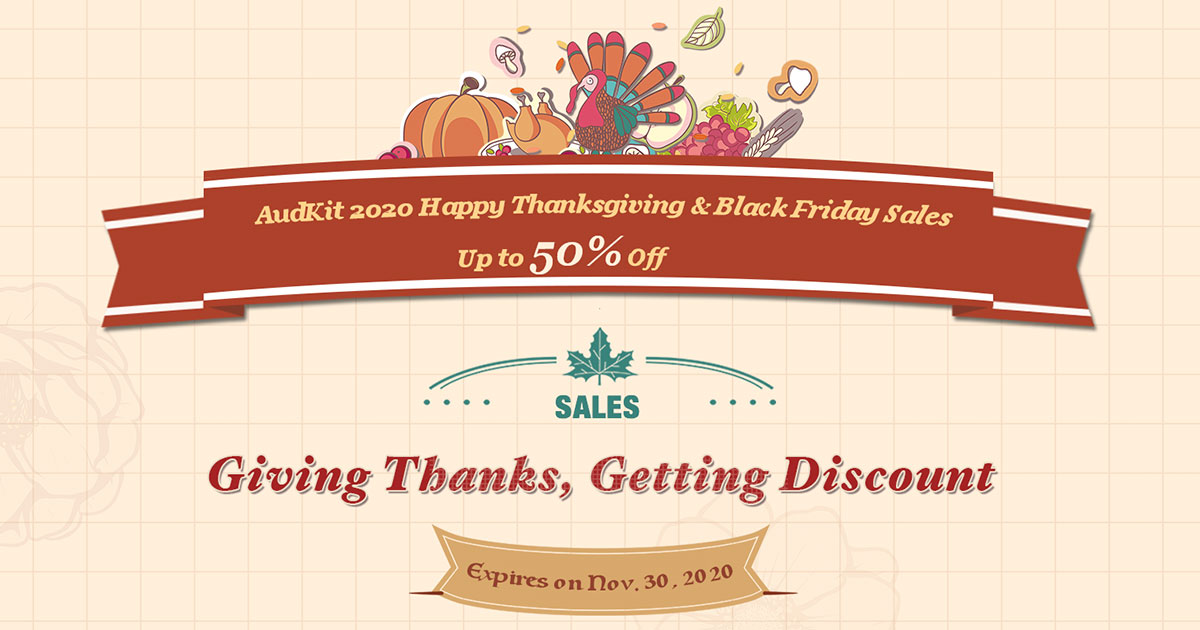 AudKit 2020 Happy Thanksgiving & Black Friday Sales
Up to 50% Off
SALES
Giving Thanks, Getting Discount
Expires on Nov. 30, 2020